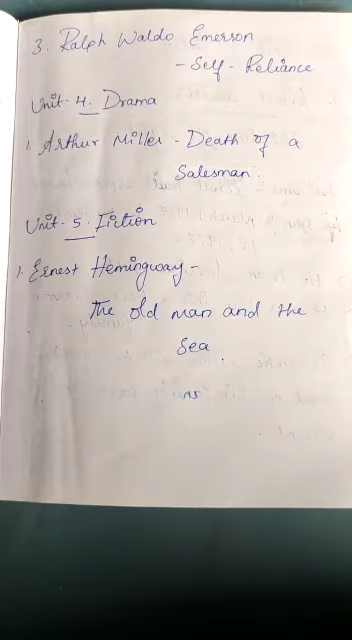 3. Ralph Waldo Emerson
- Self - Reliance
Unit- 4. Drama
1. Arthur Miller - Death of a
Salesman.
Unit- 5. Fiction
1. Ernest Hemingway -
The old man and the
Sea.